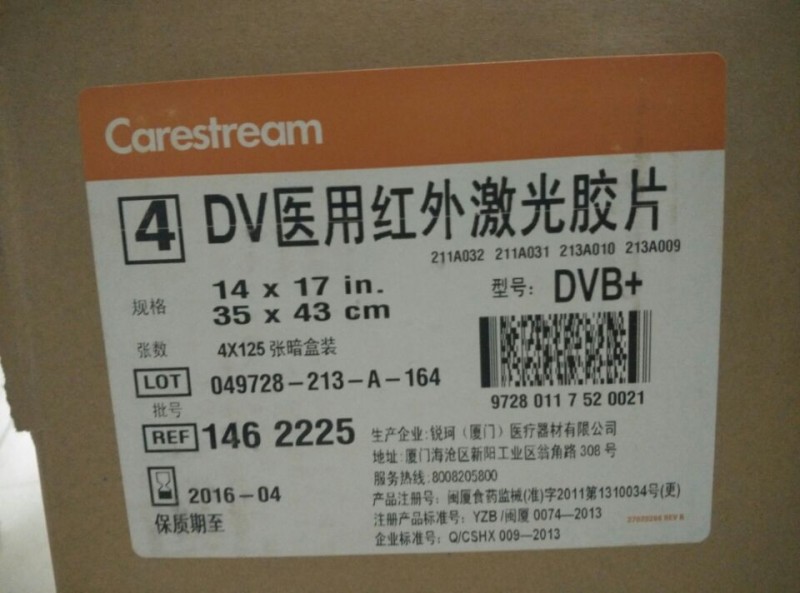 Carestream
4 DV医用红外激光胶片
211A032 211A031 213A010 213A009
规格 14 x 17 in.
35 x 43 cm
型号: DVB+
张数 4X125 张暗盒装
LOT 049728-213-A-164
批号
9728 011 7 52 0021
REF 146 2225
2016-04
保质期至
生产企业:锐珂(厦门)医疗器材有限公司
地址:厦门海沧区新阳工业区翁角路 308 号
服务热线:8008205800
产品注册号:闽厦食药监械(准)字2011第1310034号(更)
注册产品标准号:YZB /闽厦 0074—2013
企业标准号:Q/CSHX 009—2013